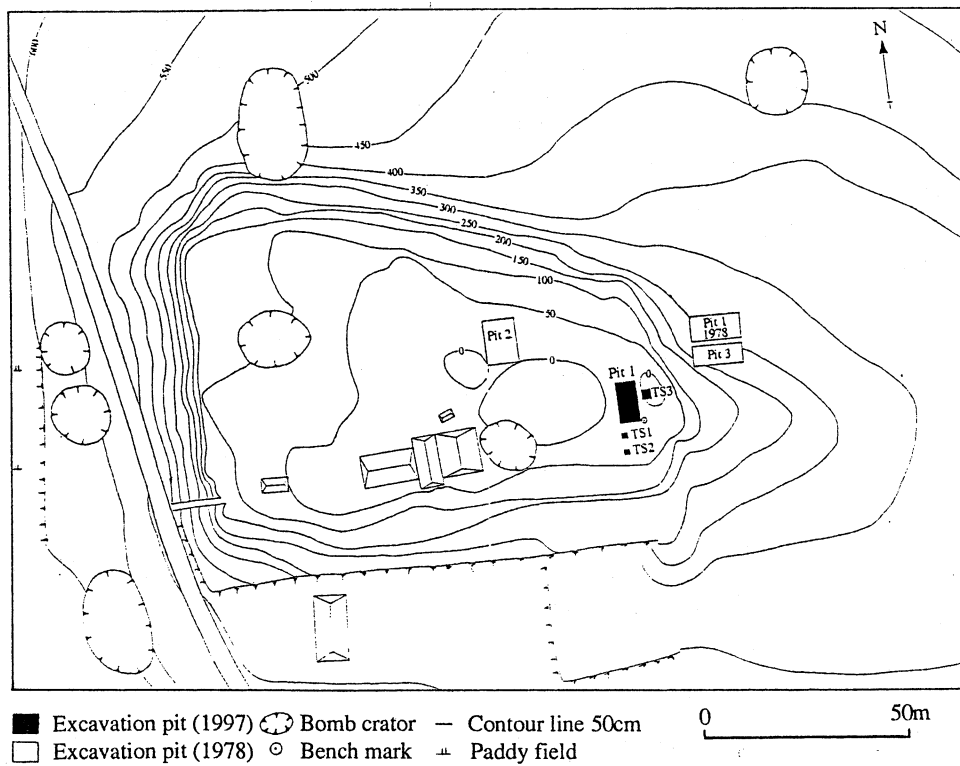 N
600
550
500
450
400
350
300
250
200
150
100
50
0
0
0
Pit 2
Pit 1
1978
Pit 3
Pit 1
TS3
TS1
TS2
Excavation pit (1997) Bomb crator Contour line 50cm
Excavation pit (1978) Bench mark Paddy field
0 50m